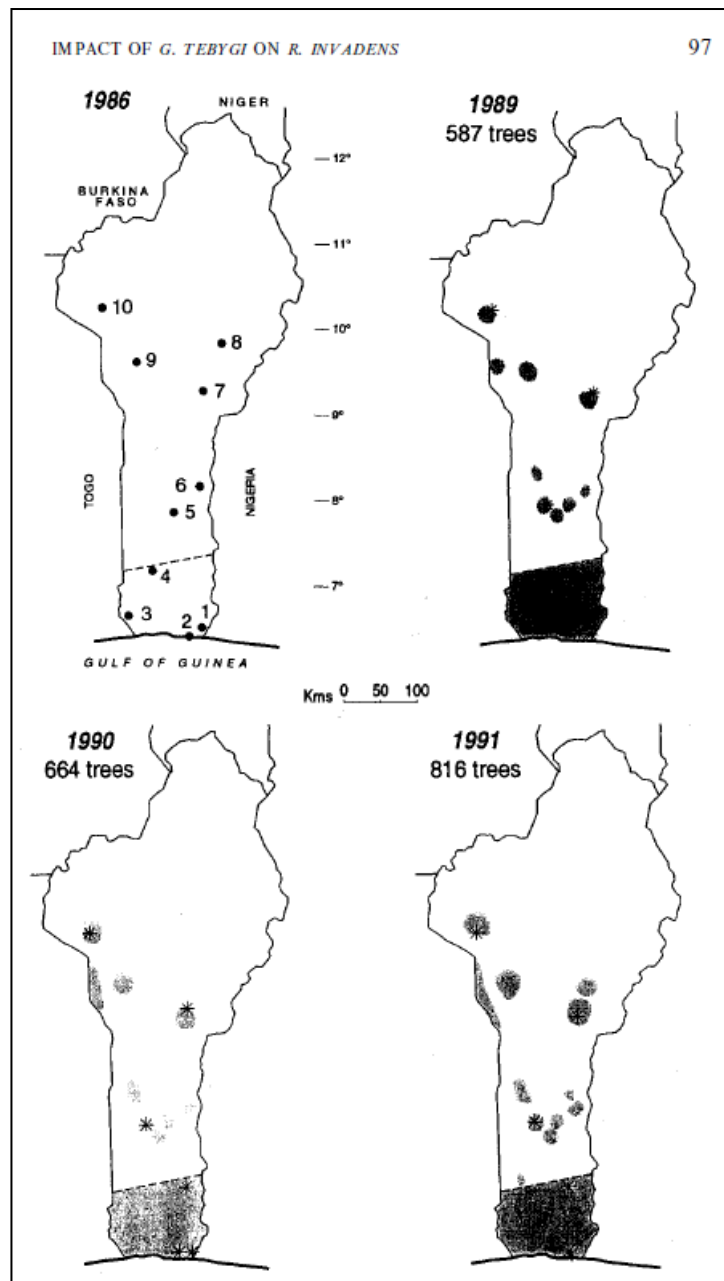 IMPACT OF G. TEBYGI ON R. INVADENS 97
1986
NIGER
12°
BURKINA
FASO
11°
10
10°
8
9
7
9°
TOGO
6
NIGERIA
8°
5
4
7°
3
1
2
GULF OF GUINEA
1989
587 trees
Kms 0 50 100
1990
664 trees
1991
816 trees